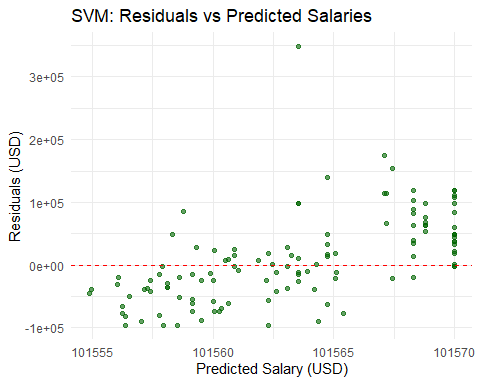 SVM: Residuals vs Predicted Salaries
Residuals (USD)
3e+05
2e+05
1e+05
0e+00
-1e+05
101555 101560 101565 101570
Predicted Salary (USD)